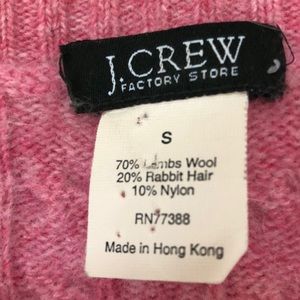 J.CREW
FACTORY STORE
S
70% Lambs Wool
20% Rabbit Hair
10% Nylon
RN77388
Made in Hong Kong